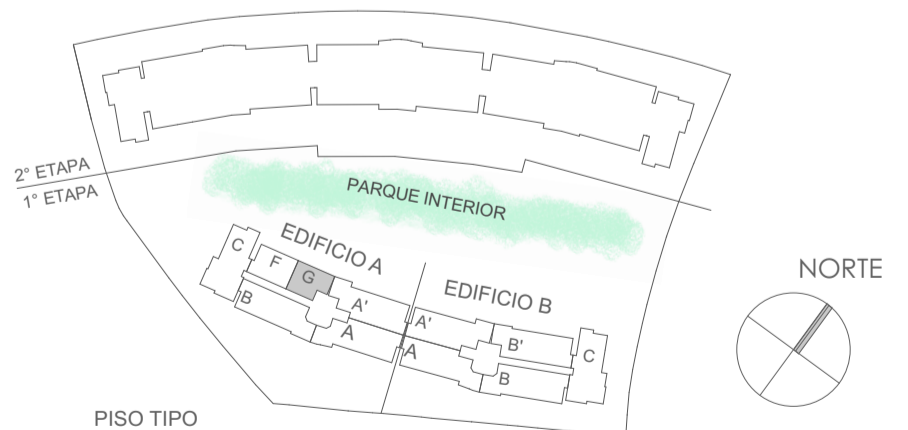 2° ETAPA
1° ETAPA
PARQUE INTERIOR
EDIFICIO A
C
F
G
B
A'
A
EDIFICIO B
A'
B'
C
A
B
NORTE
PISO TIPO